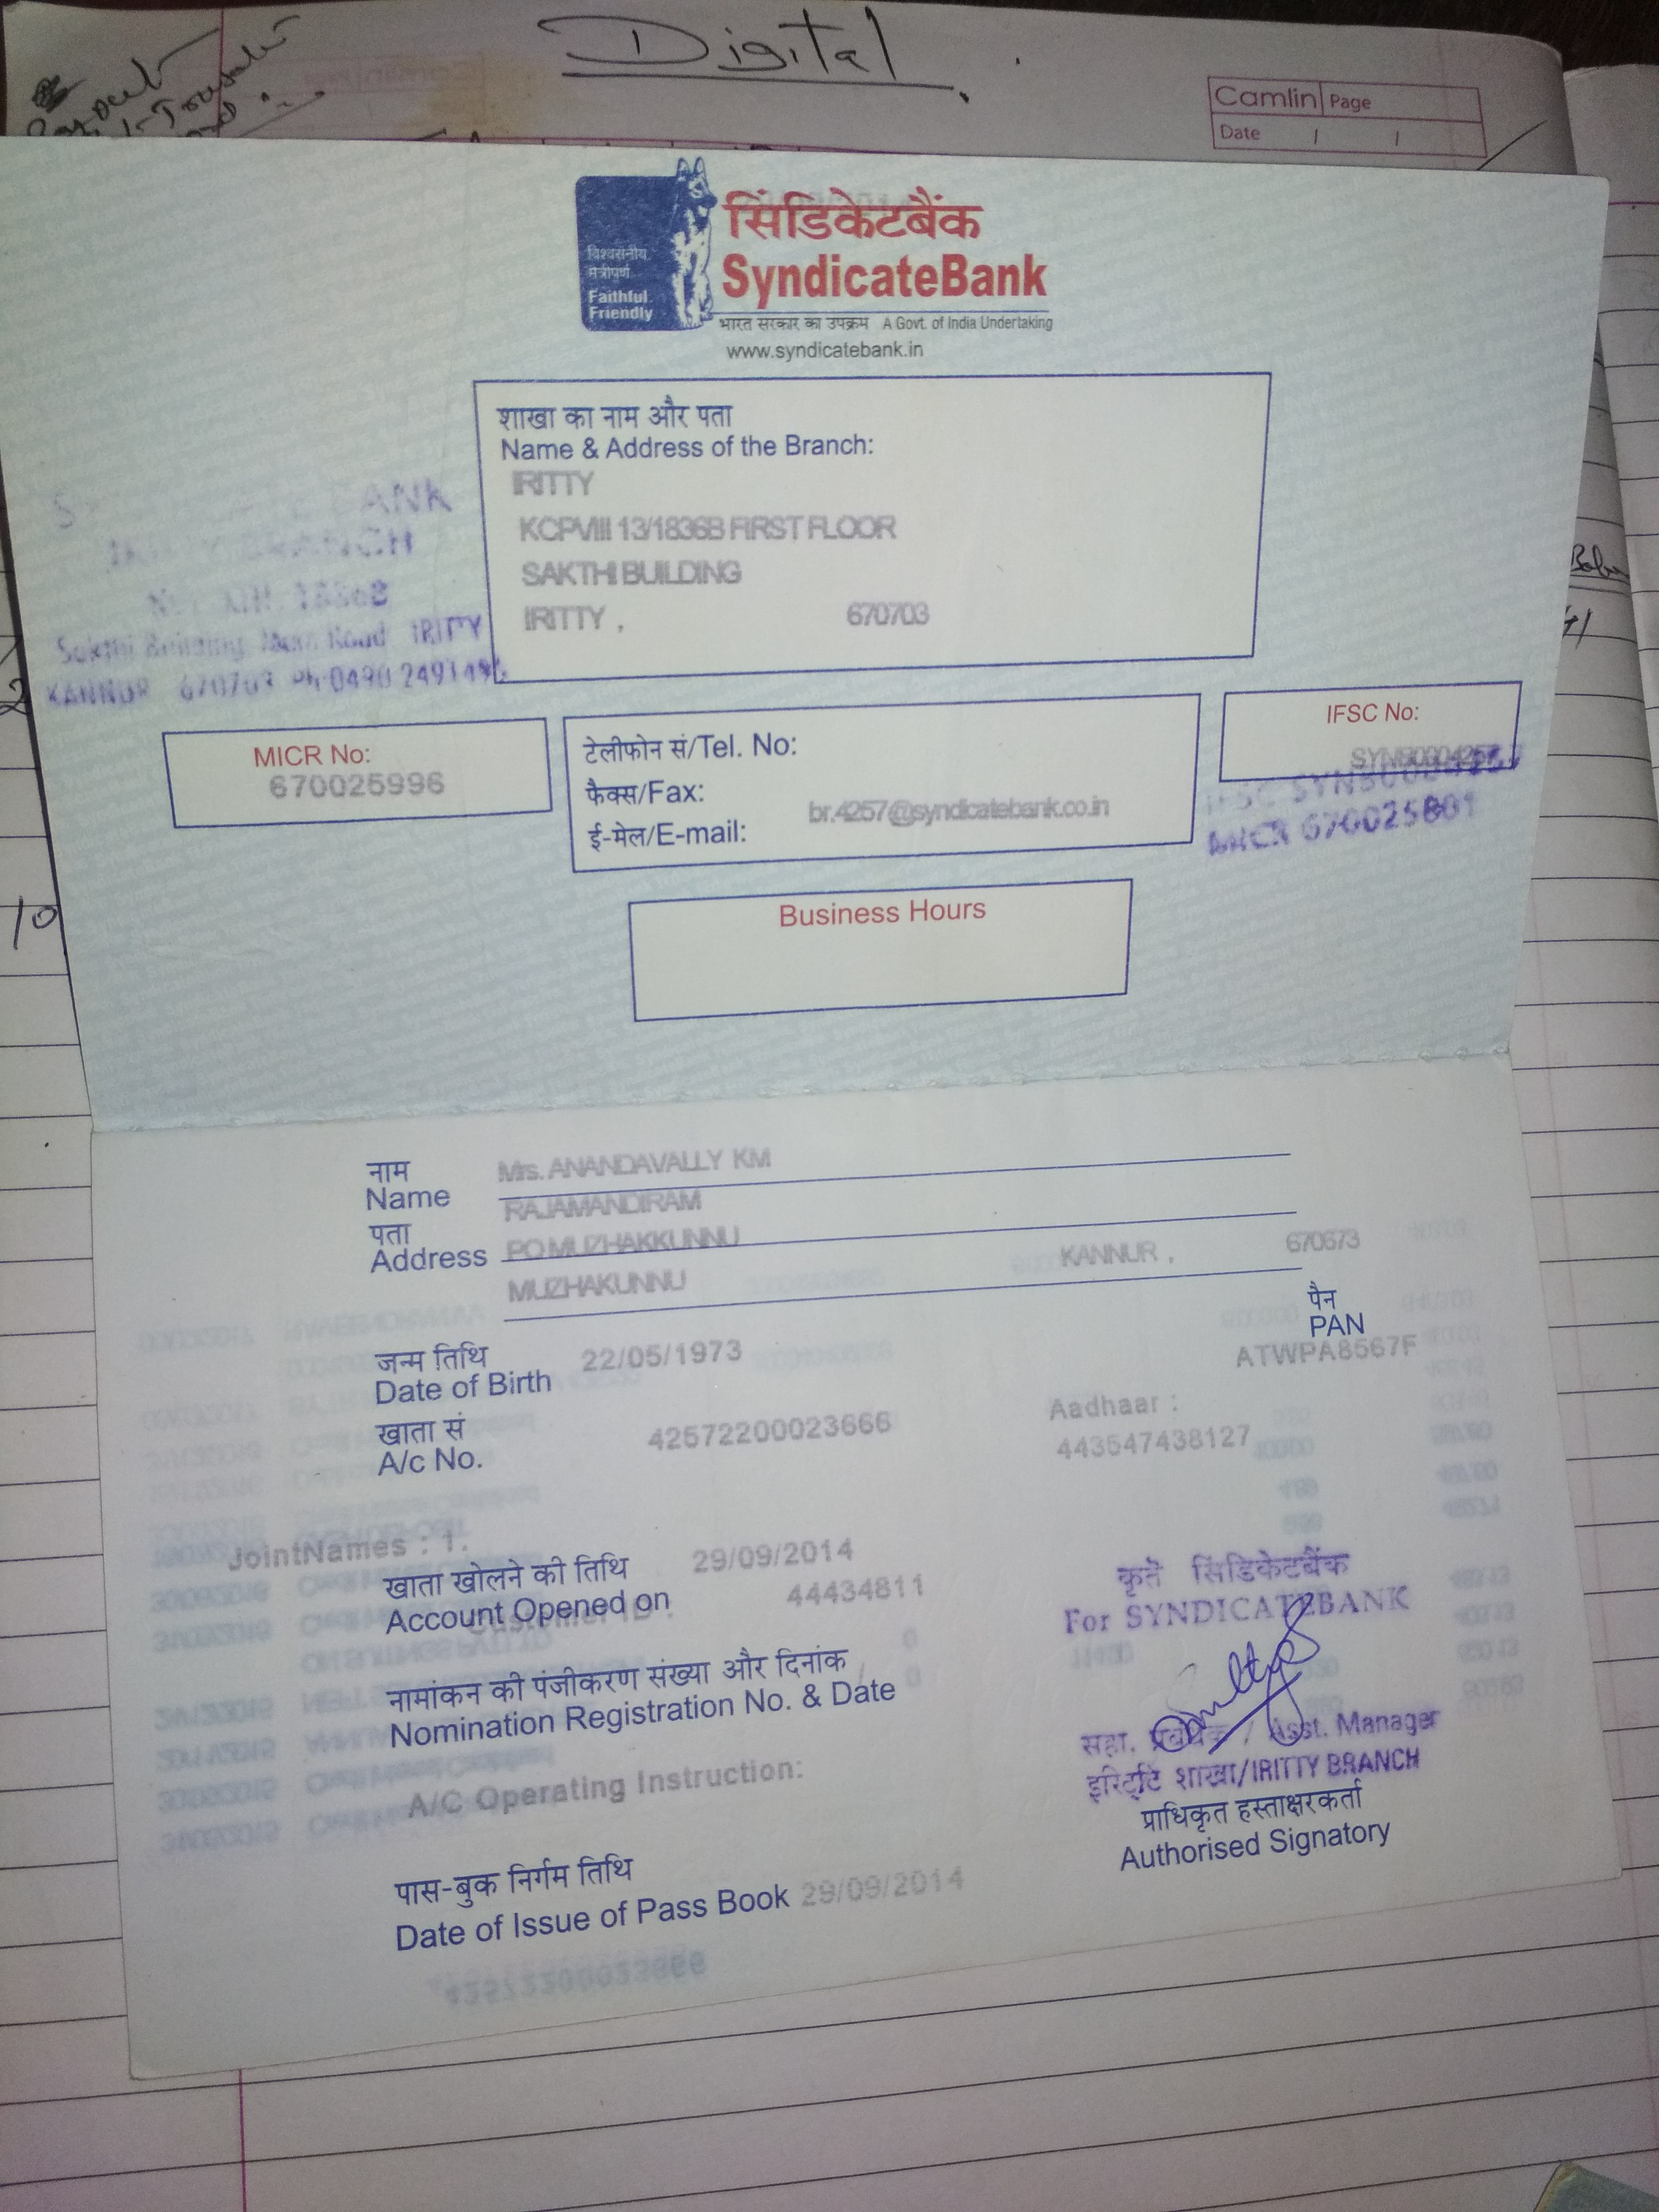 Digital
Camlin Page
Date / /
सिंडिकेटबैंक
SyndicateBank
विश्वसनीय
मैत्रीपूर्ण
Faithful
Friendly
भारत सरकार का उपक्रम A Govt. of India Undertaking
www.syndicatebank.in
शाखा का नाम और पता
Name & Address of the Branch:
IRITTY
KCPVIII 13/1836B FIRST FLOOR
SAKTHI BUILDING
IRITTY , 670703
BANK
BRANCH
Sakthi Building Main Road IRITTY
KANNUR 670703 Ph:0490 249149
MICR No:
670025996
टेलीफोन सं/Tel. No:
फैक्स/Fax:
ई-मेल/E-mail:
br.4257@syndicatebank.co.in
IFSC No:
SYNB0004257
IFSC SYNB0004257
MICR 670025801
Business Hours
10
नाम
Name Mrs. ANANDAVALLY KM
पता
Address RAJAMANDIRAM
PO MUZHAKKUNNU
MUZHAKUNNU KANNUR , 670673
पैन
PAN
ATWPA8567F
जन्म तिथि
Date of Birth 22/05/1973
खाता सं
A/c No. 42572200023666
Aadhaar :
443547438127
JointNames : 1.
खाता खोलने की तिथि
Account Opened on 29/09/2014
Customer ID : 44434811
नामांकन की पंजीकरण संख्या और दिनांक
Nomination Registration No. & Date
A/C Operating Instruction:
कृते सिंडिकेटबैंक
For SYNDICATEBANK
सहा. प्रबंधक / Asst. Manager
इरिट्टि शाखा/IRITTY BRANCH
प्राधिकृत हस्ताक्षरकर्ता
Authorised Signatory
पास-बुक निर्गम तिथि
Date of Issue of Pass Book 29/09/2014